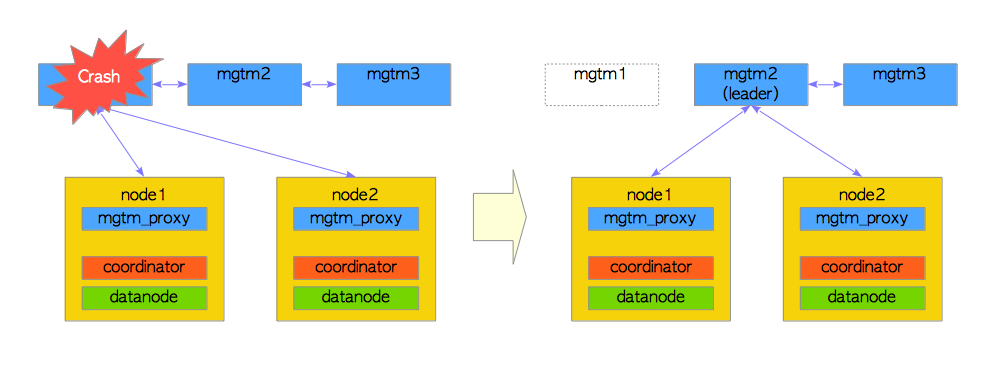 Crash
mgtm2
mgtm3
node1
mgtm_proxy
coordinator
datanode
node2
mgtm_proxy
coordinator
datanode
mgtm1
mgtm2
(leader)
mgtm3
node1
mgtm_proxy
coordinator
datanode
node2
mgtm_proxy
coordinator
datanode